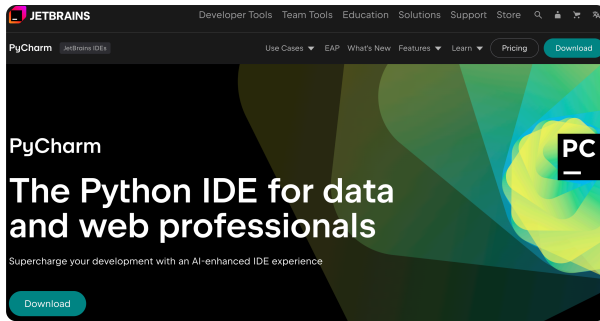 JETBRAINS
Developer Tools Team Tools Education Solutions Support Store
PyCharm JetBrains IDEs
Use Cases EAP What's New Features Learn Pricing Download
PyCharm
PC
The Python IDE for data
and web professionals
Supercharge your development with an AI-enhanced IDE experience
Download